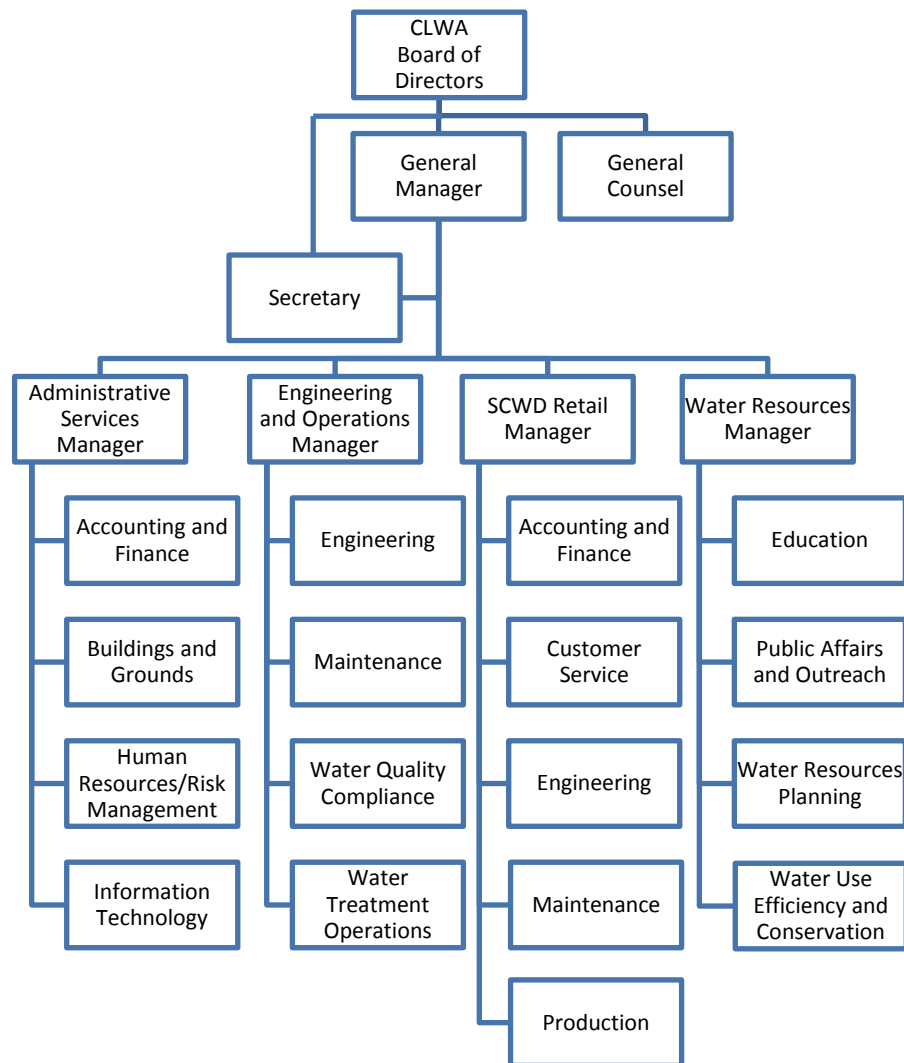 CLWA
Board of
Directors
General
Manager
General
Counsel
Secretary
Administrative
Services
Manager
Engineering
and Operations
Manager
SCWD Retail
Manager
Water Resources
Manager
Accounting and
Finance
Buildings and
Grounds
Human
Resources/Risk
Management
Information
Technology
Engineering
Maintenance
Water Quality
Compliance
Water
Treatment
Operations
Accounting and
Finance
Customer
Service
Engineering
Maintenance
Production
Education
Public Affairs
and Outreach
Water Resources
Planning
Water Use
Efficiency and
Conservation